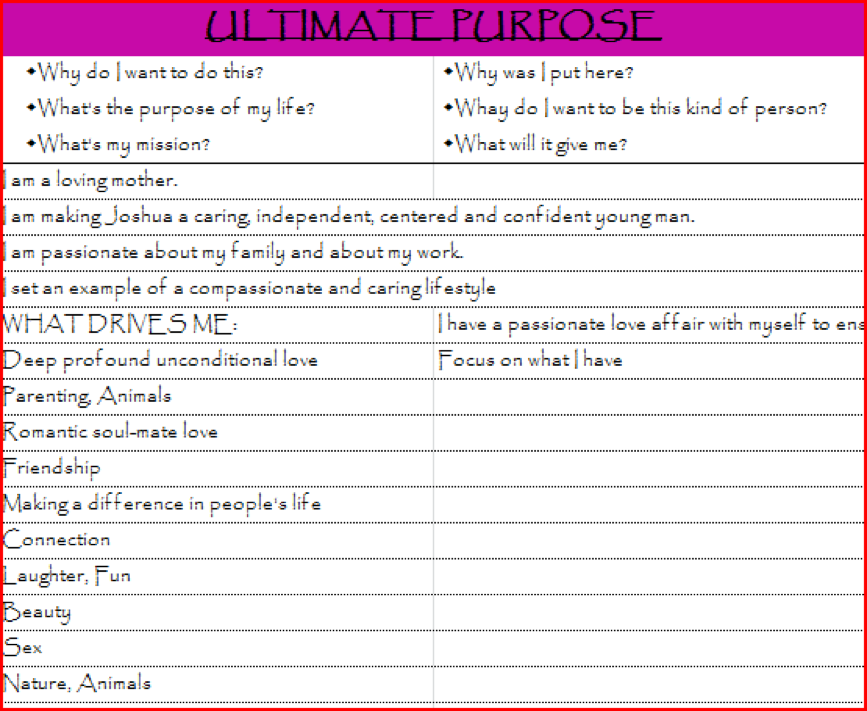 ULTIMATE PURPOSE
✦Why do I want to do this? ✦Why was I put here?
✦What's the purpose of my life? ✦Whay do I want to be this kind of person?
✦What's my mission? ✦What will it give me?
I am a loving mother.
I am making Joshua a caring, independent, centered and confident young man.
I am passionate about my family and about my work.
I set an example of a compassionate and caring lifestyle
WHAT DRIVES ME: I have a passionate love affair with myself to ens
Deep profound unconditional love Focus on what I have
Parenting, Animals
Romantic soul-mate love
Friendship
Making a difference in people's life
Connection
Laughter, Fun
Beauty
Sex
Nature, Animals